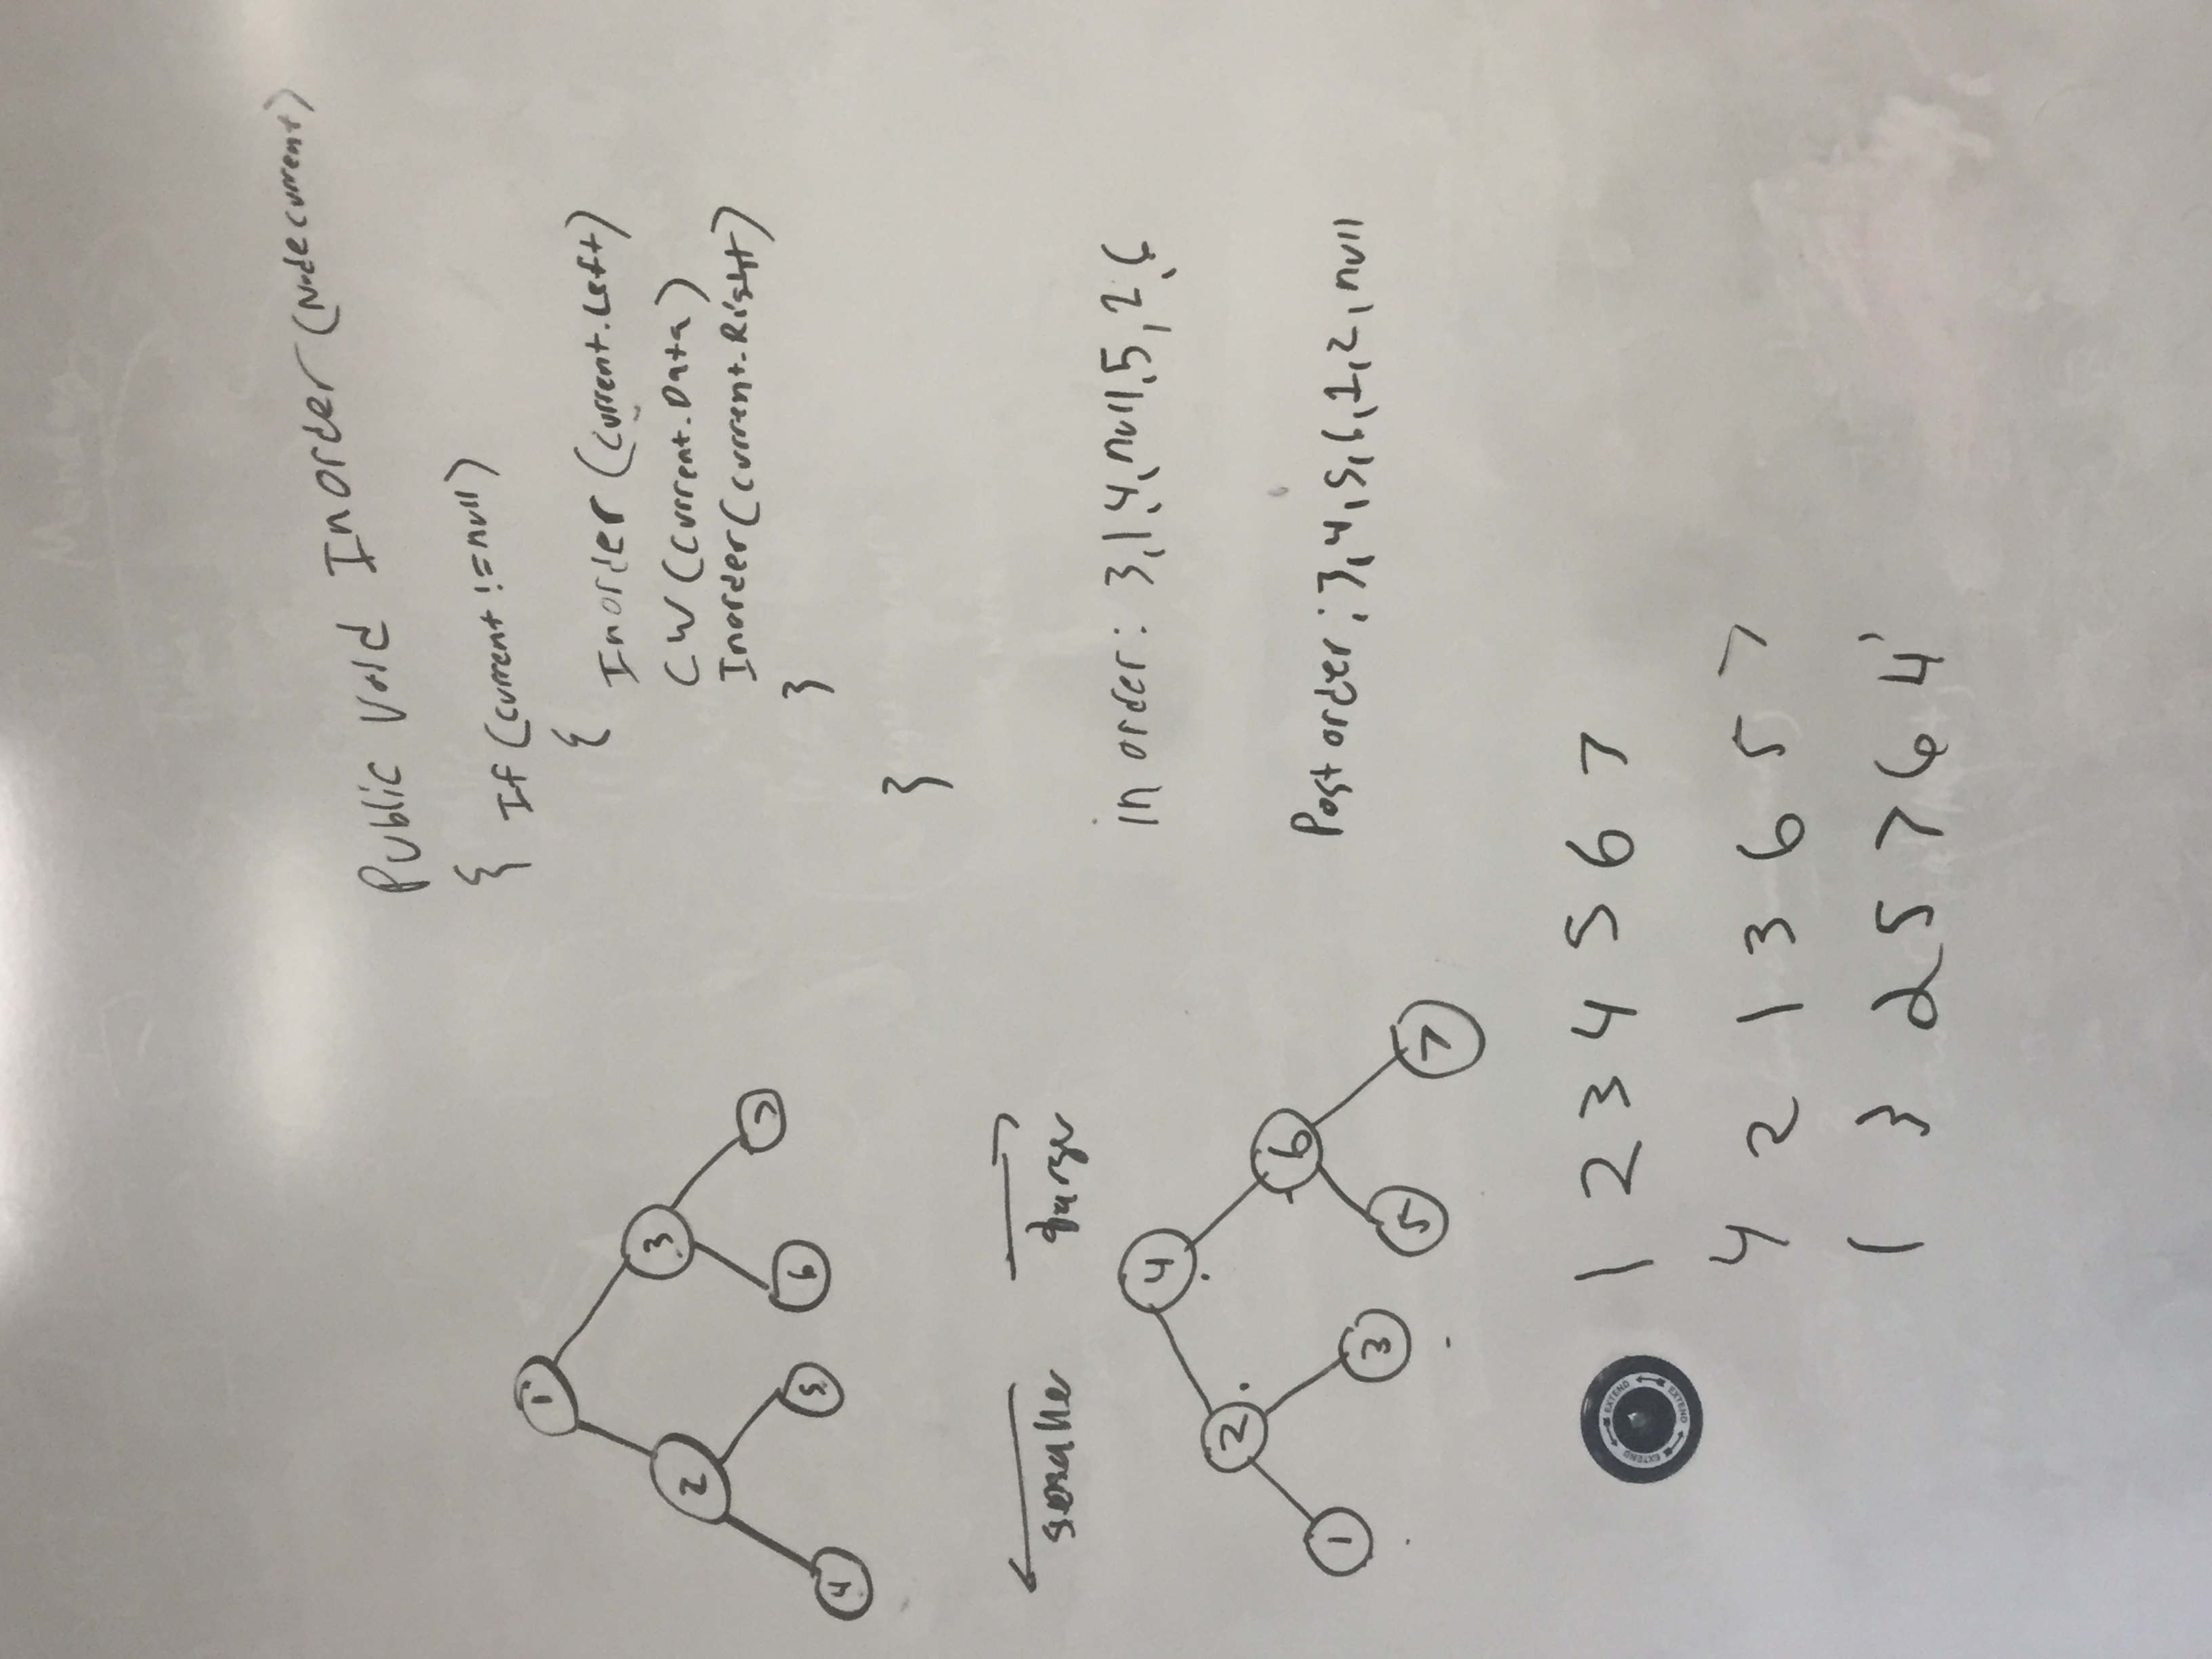 Monday
Public Void Inorder (Node current)
{ If (current != null)
{ Inorder (current.Left)
CW (current.Data)
Inorder (current.Right)
}
}
1
2 3
4 5 6 7
smaller larger
4
2 6
1 3 5 7
in order: 3, 1, 4, null, 5, 2, 6
Post order: 3, 4, 5, 6, 1, 2, null
EXTEND EXTEND EXTEND EXTEND
1 2 3 4 5 6 7
4 2 1 3 6 5 7
1 3 2 5 7 6 4